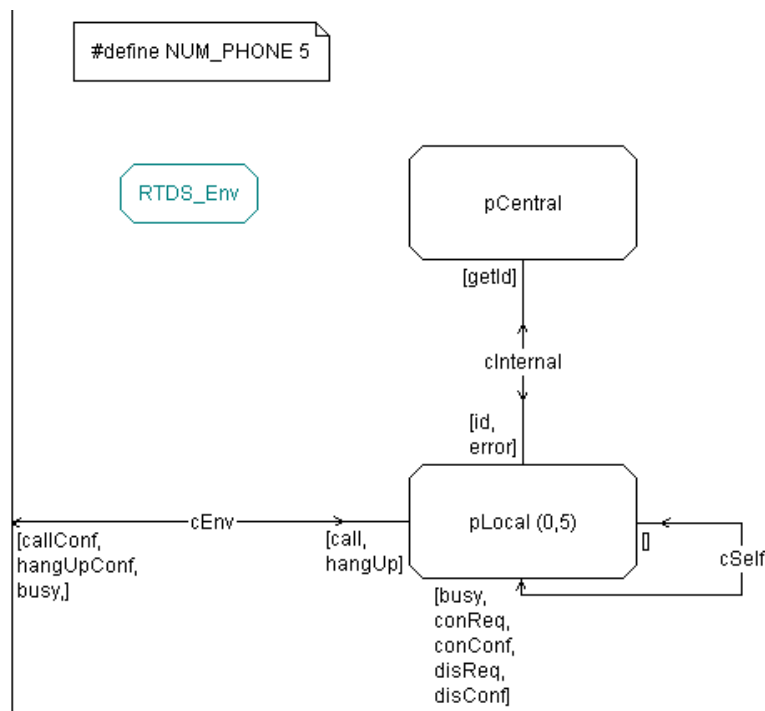 #define NUM_PHONE 5
RTDS_Env
pCentral
[getId]
cInternal
[id,
error]
cEnv
pLocal (0,5)
[callConf,
hangUpConf,
busy,]
[call,
hangUp]
[]
cSelf
[busy,
conReq,
conConf,
disReq,
disConf]